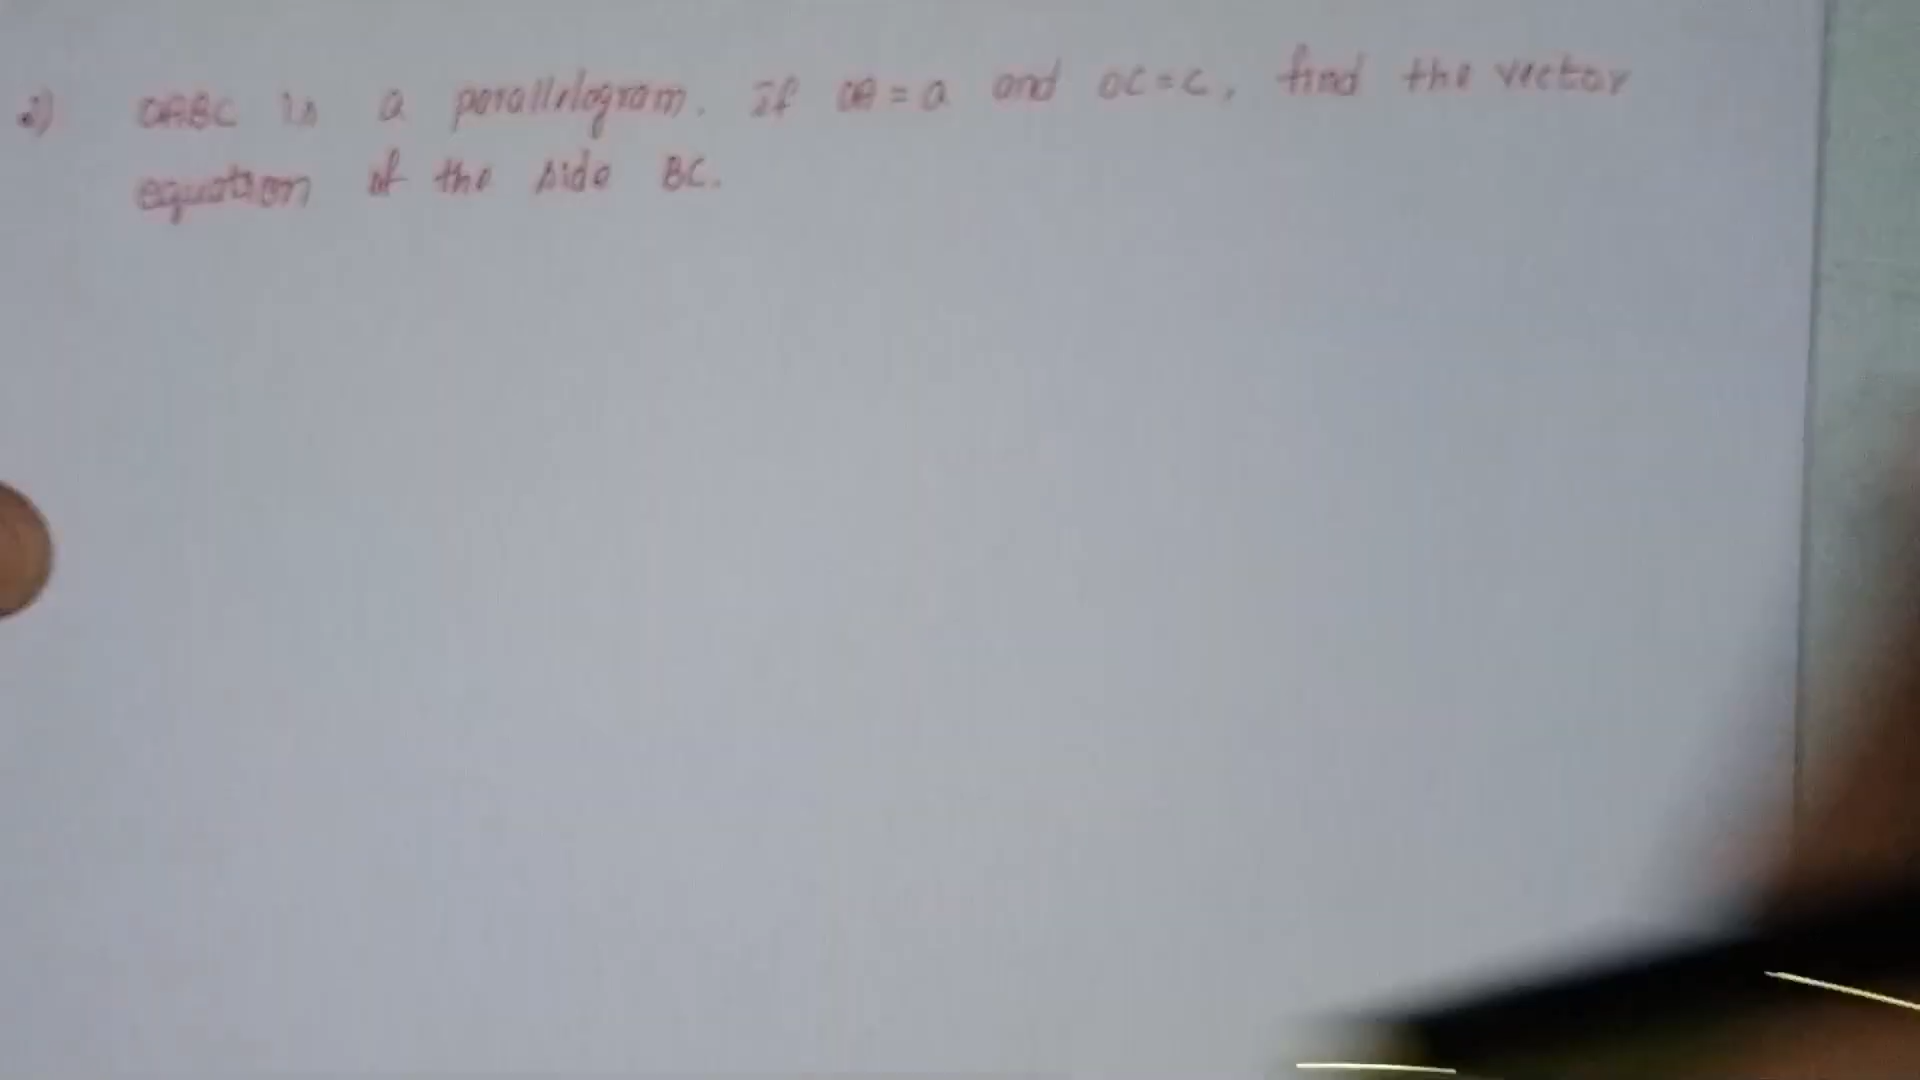 2) OABC is a parallelogram. If OA = a and OC = c, find the vector
equation of the side BC.